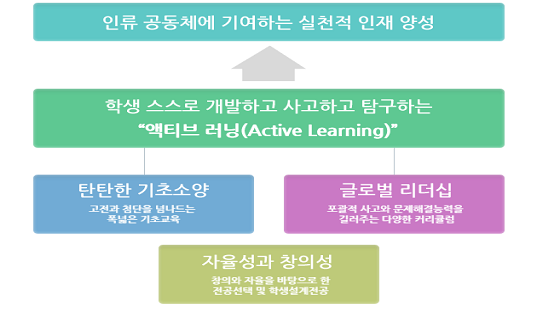 인류 공동체에 기여하는 실천적 인재 양성
학생 스스로 개발하고 사고하고 탐구하는
“액티브 러닝(Active Learning)”
탄탄한 기초소양
고전과 첨단을 넘나드는
폭넓은 기초교육
글로벌 리더십
포괄적 사고와 문제해결능력을
길러주는 다양한 커리큘럼
자율성과 창의성
창의와 자율을 바탕으로 한
전공선택 및 학생설계전공